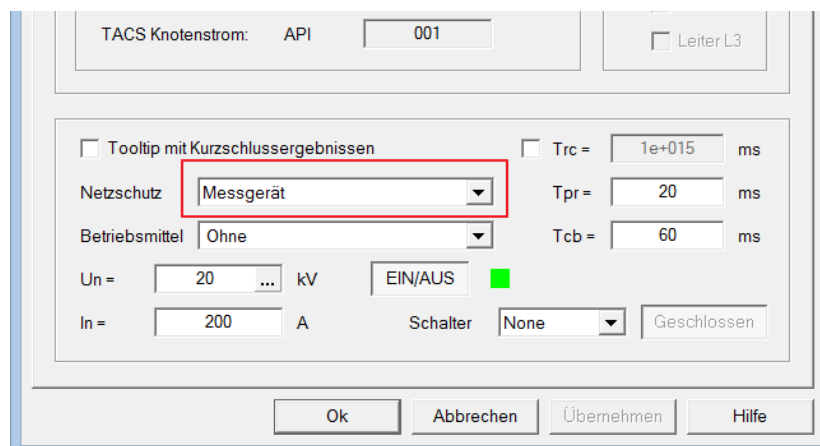 TACS Knotenstrom: API 001
Leiter L3
Tooltip mit Kurzschlussergebnissen Trc = 1e+015 ms
Netzschutz Messgerät Tpr = 20 ms
Betriebsmittel Ohne Tcb = 60 ms
Un = 20 ... kV EIN/AUS
In = 200 A Schalter None Geschlossen
Ok Abbrechen Übernehmen Hilfe